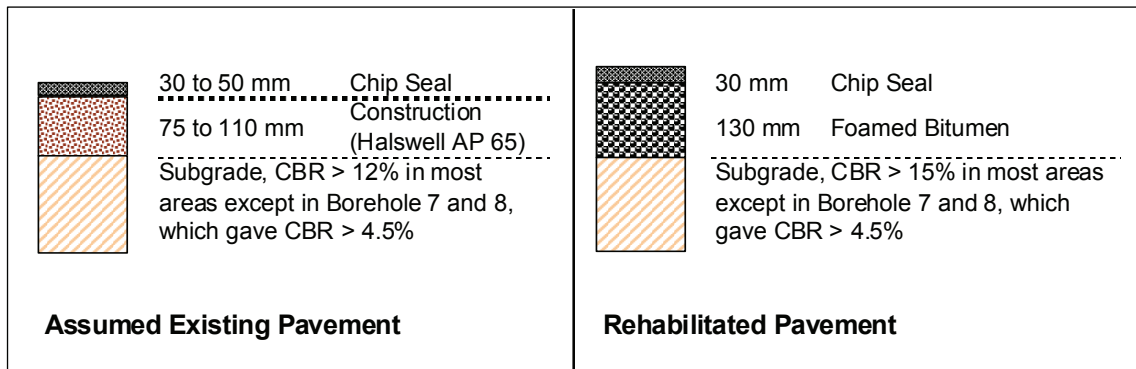 30 to 50 mm Chip Seal
75 to 110 mm Construction
(Halswell AP 65)
Subgrade, CBR > 12% in most
areas except in Borehole 7 and 8,
which gave CBR > 4.5%
Assumed Existing Pavement
30 mm Chip Seal
130 mm Foamed Bitumen
Subgrade, CBR > 15% in most areas
except in Borehole 7 and 8, which
gave CBR > 4.5%
Rehabilitated Pavement